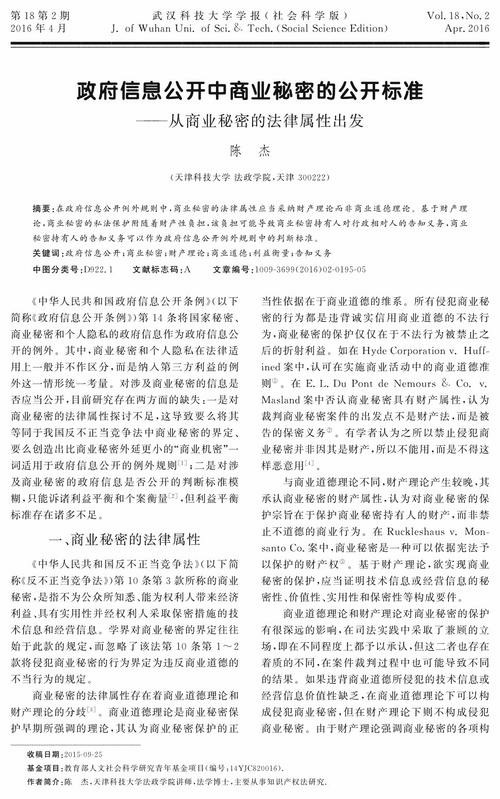 第18第2期
武汉科技大学学报(社会科学版)
Vol. 18,No. 2
2016年4月
J. of Wuhan Uni. of Sci. & Tech. (Social Science Edition)
Apr. 2016
政府信息公开中商业秘密的公开标准
——从商业秘密的法律属性出发
陈 杰
(天津科技大学 法政学院,天津 300222)
摘要:在政府信息公开例外规则中,商业秘密的法律属性应当采纳财产理论而非商业道德理论。基于财产理
论,商业秘密的私法保护附随着财产性负担,该负担可能导致商业秘密持有人对行政相对人的告知义务,商业
秘密持有人的告知义务可以作为政府信息公开例外规则中的判断标准。
关键词:政府信息公开;商业秘密;财产理论;商业道德;利益衡量;告知义务
中图分类号:D922.1 文献标志码:A 文章编号:1009-3699(2016)02-0195-05
《中华人民共和国政府信息公开条例》(以下
简称《政府信息公开条例》)第14条将国家秘密、
商业秘密和个人隐私的政府信息作为政府信息公
开的例外。其中,商业秘密和个人隐私在法律适
用上一般并不作区分,而是纳入第三方利益的例
外这一情形统一考量。对涉及商业秘密的信息是
否应当公开,目前研究存在两方面的缺失:一是对
商业秘密的法律属性探讨不足,这导致要么将其
等同于我国反不正当竞争法中商业秘密的界定、
要么创造出比商业秘密外延更小的“商业机密”一
词适用于政府信息公开的例外规则[1];二是对涉
及商业秘密的政府信息是否公开的判断标准模
糊,只能诉诸利益平衡和个案衡量[2],但利益平衡
标准存在诸多不足。
一、商业秘密的法律属性
《中华人民共和国反不正当竞争法》(以下简
称《反不正当竞争法》)第10条第3款所称的商业
秘密,是指不为公众所知悉、能为权利人带来经济
利益、具有实用性并经权利人采取保密措施的技
术信息和经营信息。学界对商业秘密的界定往往
始于此款的规定,而忽略了该法第10条第1~2
款将侵犯商业秘密的行为界定为违反商业道德的
不当行为的规定。
商业秘密的法律属性存在着商业道德理论和
财产理论的分歧[3]。商业道德理论是商业秘密保
护早期所强调的理论,其认为商业秘密保护的正
当性依据在于商业道德的维系。所有侵犯商业秘
密的行为都是违背诚实信用商业道德的不法行
为,商业秘密的保护仅仅在于不法行为被禁止之
后的折射利益。如在 Hyde Corporation v. Huff-
ined 案中,认可在实施商业活动中的商业道德准
则①。在 E. L. Du Pont de Nemours & Co. v.
Masland 案中否认商业秘密具有财产属性,认为
裁判商业秘密案件的出发点不是财产法,而是被
告的保密义务②。有学者认为之所以禁止侵犯商
业秘密并非因其是财产,所以不能用,而是不得这
样恶意用[4]。
与商业道德理论不同,财产理论产生较晚,其
承认商业秘密的财产属性,认为对商业秘密的保
护宗旨在于保护商业秘密持有人的财产,而非禁
止不道德的商业行为。在 Ruckleshaus v. Mon-
santo Co. 案中,商业秘密是一种可以依据宪法予
以保护的财产权③。基于财产理论,欲实现商业
秘密的保护,应当证明技术信息或经营信息的秘
密性、价值性、实用性和保密性等构成要件。
商业道德理论和财产理论对商业秘密的保护
有很深远的影响,在司法实践中采取了兼顾的立
场,即在不同程度上都予以承认,但这二者也存在
着质的不同,在案件裁判过程中也可能导致不同
的结果。如果违背商业道德所侵犯的技术信息或
经营信息价值性缺乏,在商业道德理论下可以构
成侵犯商业秘密,但在财产理论下则不构成侵犯
商业秘密。由于财产理论强调商业秘密的各项构
收稿日期:2015-09-25
基金项目:教育部人文社会科学研究青年基金项目(编号:14YJC820016).
作者简介:陈 杰,天津科技大学法政学院讲师,法学博士,主要从事知识产权法研究.